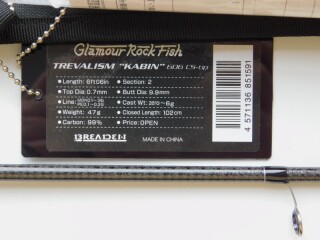 Glamour Rock Fish
TREVALISM "KABIN" 606 CS-tip
Length: 6ft06in
Section: 2
Top Dia: 0.7mm
Butt Dia: 9.9mm
Line:
Cast Wt: ~6g
Weight: 47g
Closed Length: 102cm
Carbon: 99%
Price: OPEN
BREADEN
MADE IN CHINA
4 571136 851591